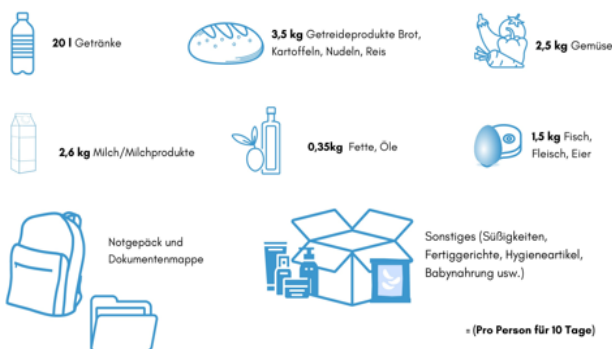 20 l Getränke
3,5 kg Getreideprodukte Brot,
Kartoffeln, Nudeln, Reis
2,5 kg Gemüse
2,6 kg Milch/Milchprodukte
0,35kg Fette, Öle
1,5 kg Fisch,
Fleisch, Eier
Notgepäck und
Dokumentenmappe
Sonstiges (Süßigkeiten,
Fertiggerichte, Hygieneartikel,
Babynahrung usw.)
= (Pro Person für 10 Tage)